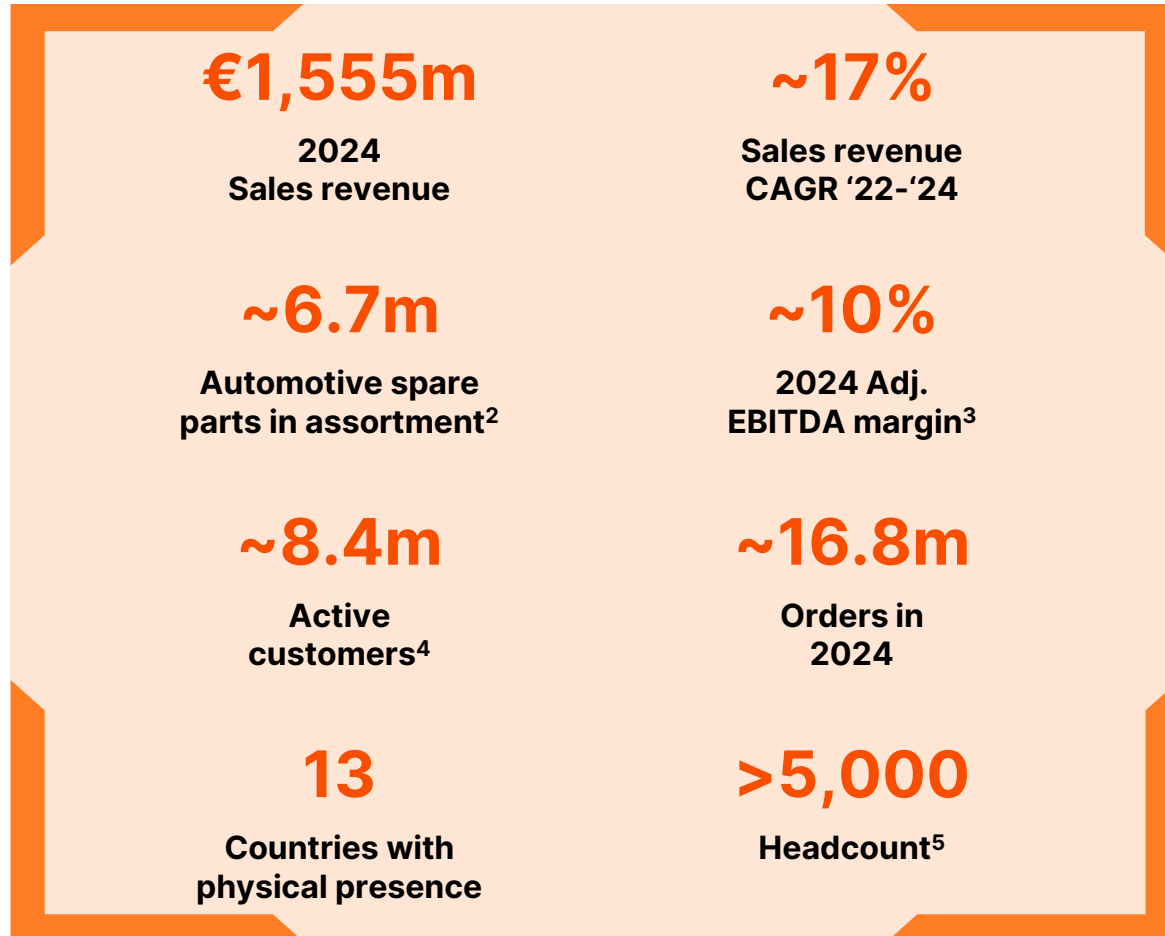 €1,555m
2024
Sales revenue
~17%
Sales revenue
CAGR ‘22-‘24
~6.7m
Automotive spare
parts in assortment²
~10%
2024 Adj.
EBITDA margin³
~8.4m
Active
customers⁴
~16.8m
Orders in
2024
13
Countries with
physical presence
>5,000
Headcount⁵